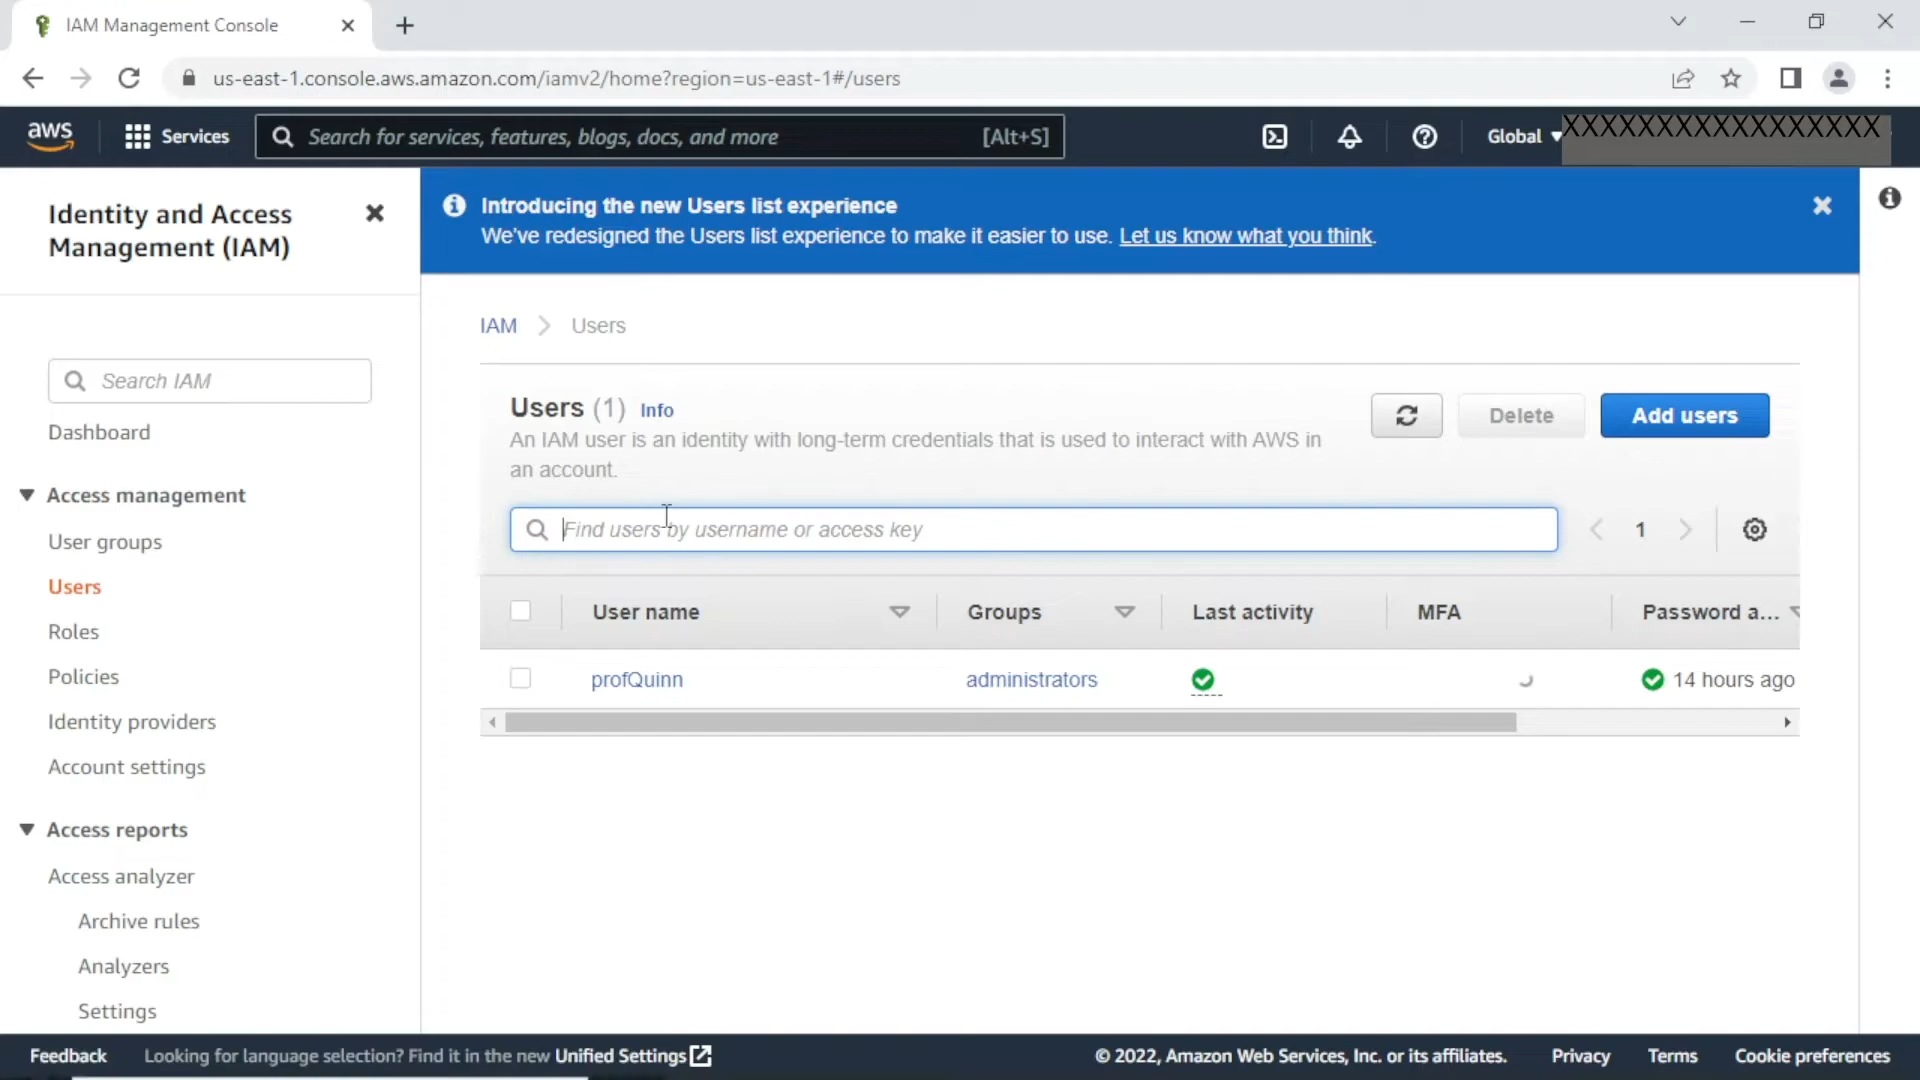 IAM Management Console
us-east-1.console.aws.amazon.com/iamv2/home?region=us-east-1#/users
aws
Services
Search for services, features, blogs, docs, and more [Alt+S]
Global
XXXXXXXXXXXXXXXXX
Identity and Access
Management (IAM)
Search IAM
Dashboard
Access management
User groups
Users
Roles
Policies
Identity providers
Account settings
Access reports
Access analyzer
Archive rules
Analyzers
Settings
Introducing the new Users list experience
We've redesigned the Users list experience to make it easier to use. Let us know what you think.
IAM > Users
Users (1) Info
An IAM user is an identity with long-term credentials that is used to interact with AWS in
an account.
Delete
Add users
Find users by username or access key
1
User name Groups Last activity MFA Password a...
profQuinn administrators 14 hours ago
Feedback Looking for language selection? Find it in the new Unified Settings © 2022, Amazon Web Services, Inc. or its affiliates. Privacy Terms Cookie preferences